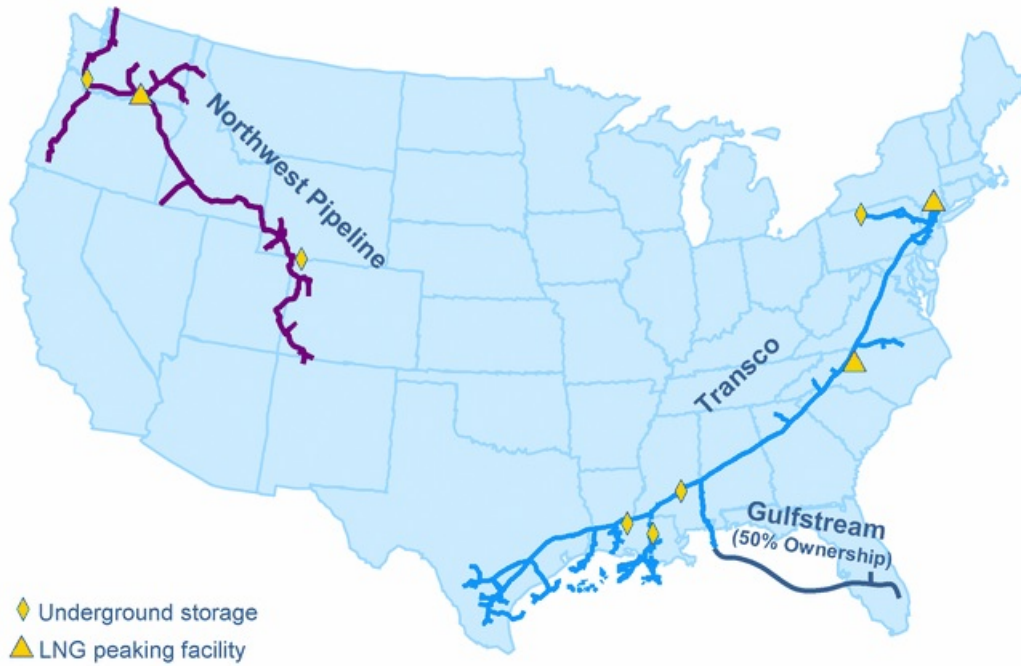 Northwest Pipeline
Transco
Gulfstream
(50% Ownership)
Underground storage
LNG peaking facility